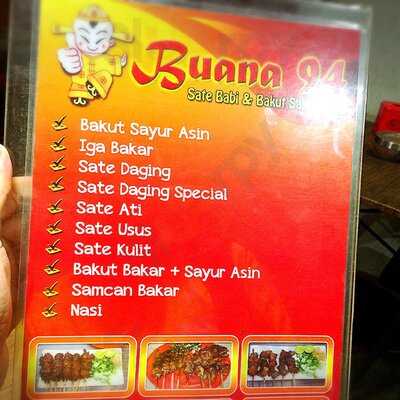 Buana 94
Sate Babi & Bakut
Bakut Sayur Asin
Iga Bakar
Sate Daging
Sate Daging Special
Sate Ati
Sate Usus
Sate Kulit
Bakut Bakar + Sayur Asin
Samcan Bakar
Nasi